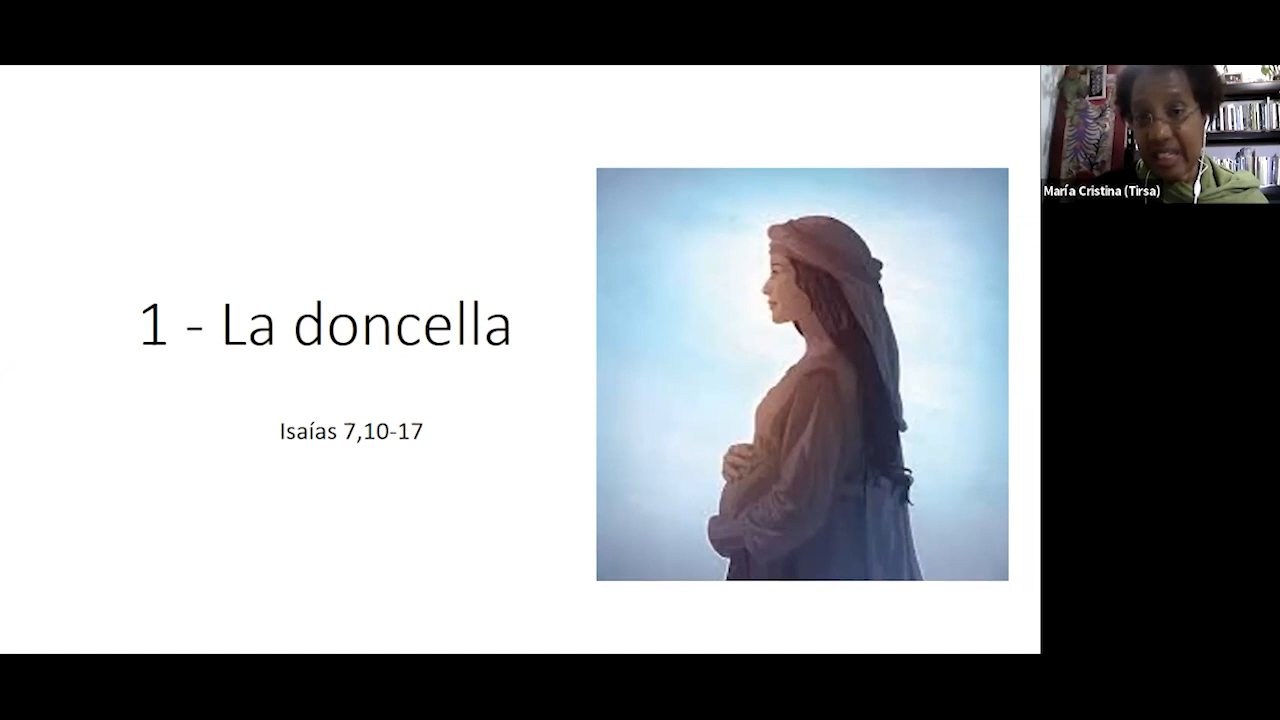 1 - La doncella
Isaías 7,10-17
María Cristina (Tirsa)